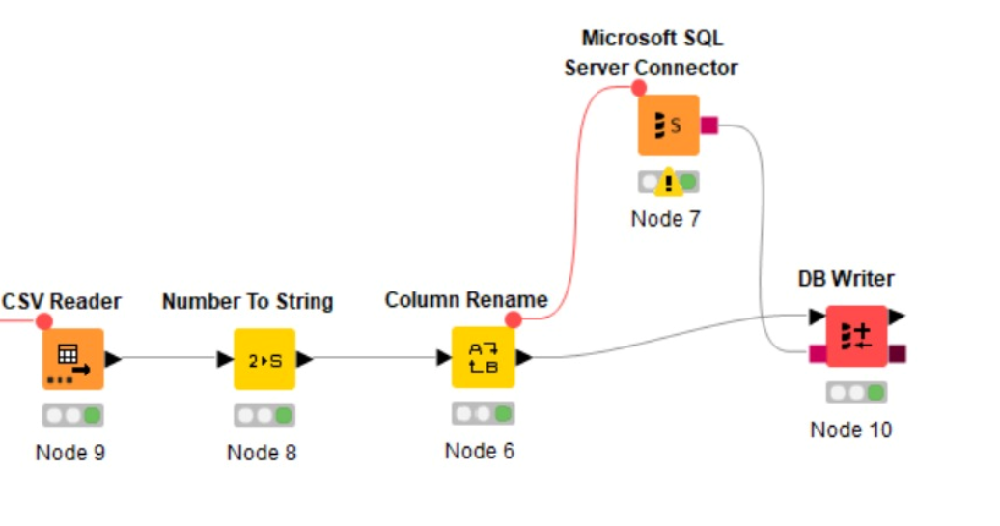 Microsoft SQL
Server Connector
S
!
Node 7
DB Writer
Node 10
CSV Reader
Node 9
Number To String
2▸S
Node 8
Column Rename
A
B
Node 6